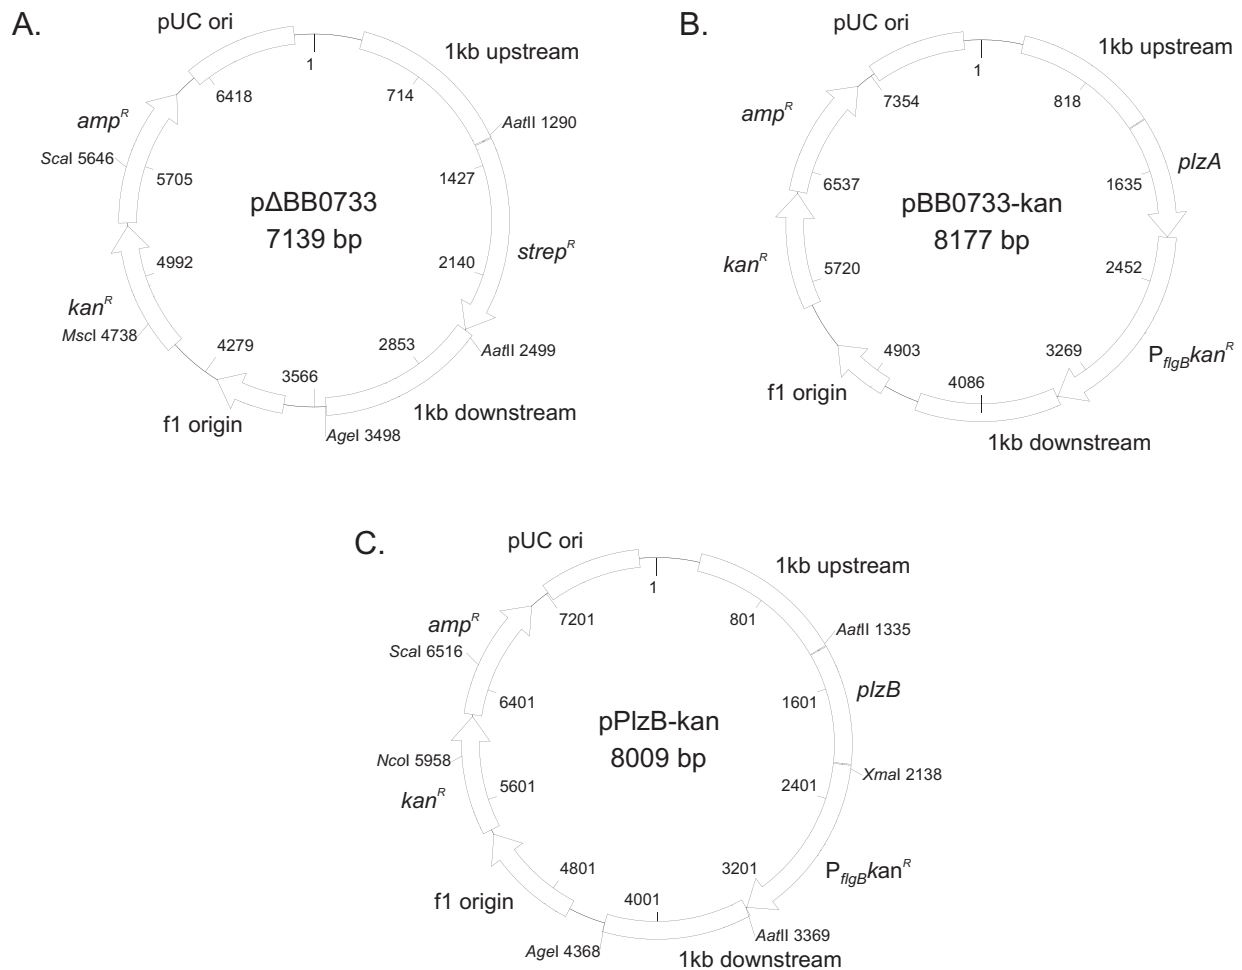 A.
pUC ori
1
1kb upstream
6418
714
amp^R
AatII 1290
ScaI 5646
5705
1427
pΔBB0733
7139 bp
strep^R
4992
2140
kan^R
MscI 4738
4279
2853
AatII 2499
3566
f1 origin
1kb downstream
AgeI 3498
B.
pUC ori
1
1kb upstream
7354
818
amp^R
plzA
6537
1635
pBB0733-kan
8177 bp
kan^R
5720
2452
4903
3269
P_flgB kan^R
4086
f1 origin
1kb downstream
C.
pUC ori
1
1kb upstream
7201
801
amp^R
AatII 1335
ScaI 6516
plzB
6401
1601
pPlzB-kan
8009 bp
NcoI 5958
XmaI 2138
kan^R
5601
2401
4801
3201
P_flgB kan^R
4001
f1 origin
AatII 3369
AgeI 4368
1kb downstream